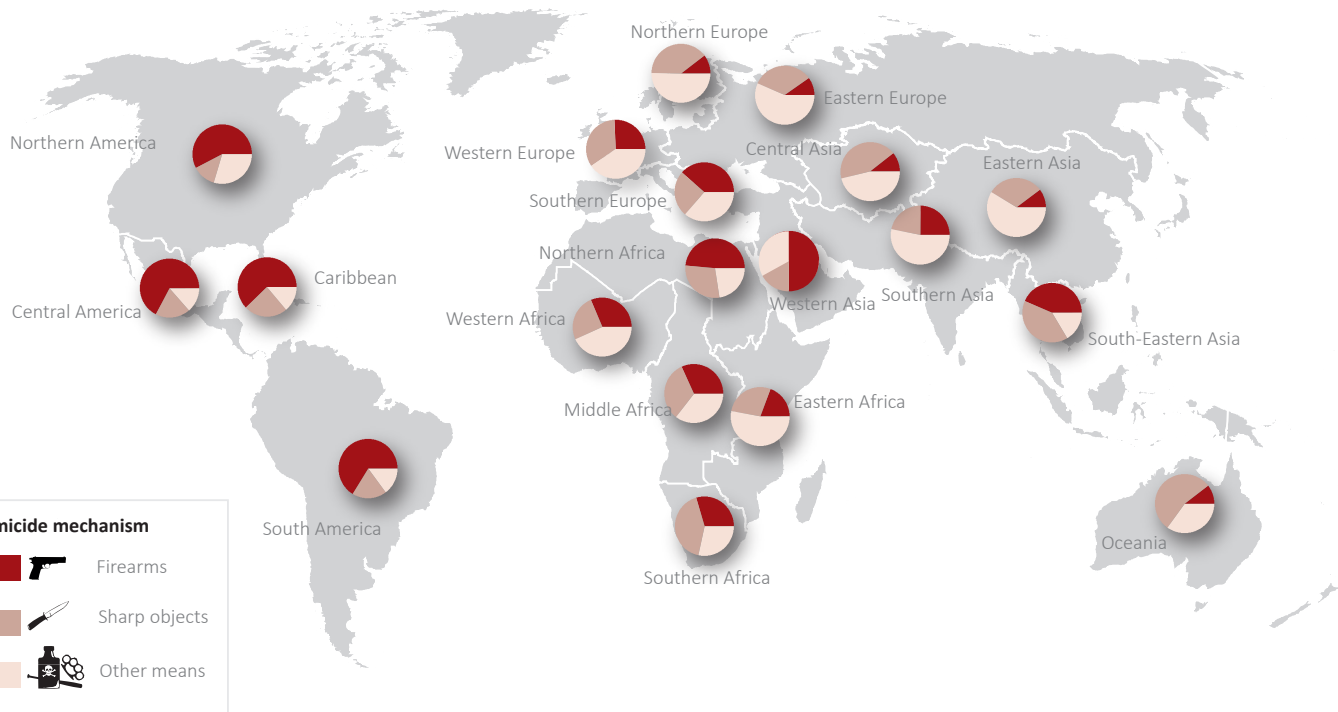 Northern Europe
Eastern Europe
Northern America
Western Europe
Central Asia
Eastern Asia
Southern Europe
Northern Africa
Caribbean
Central America
Western Asia
Southern Asia
Western Africa
South-Eastern Asia
Middle Africa
Eastern Africa
South America
Oceania
Southern Africa
micide mechanism
Firearms
Sharp objects
Other means